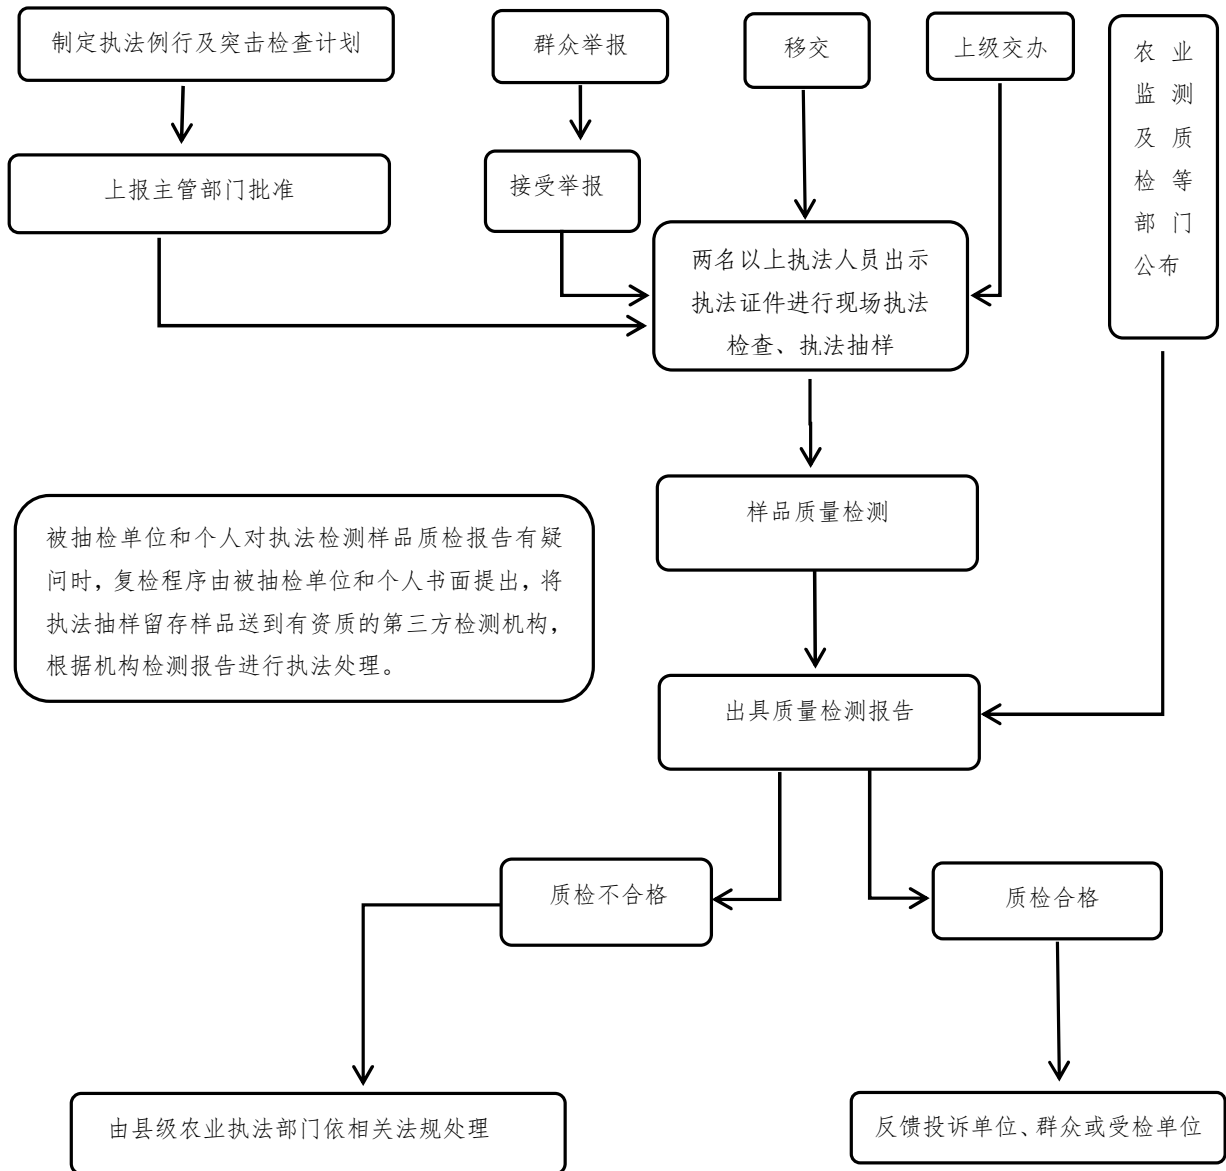 制定执法例行及突击检查计划
群众举报
移交
上级交办
农业
监测
及质
检等
部门
公布
上报主管部门批准
接受举报
两名以上执法人员出示
执法证件进行现场执法
检查、执法抽样
样品质量检测
被抽检单位和个人对执法检测样品质检报告有疑
问时，复检程序由被抽检单位和个人书面提出，将
执法抽样留存样品送到有资质的第三方检测机构，
根据机构检测报告进行执法处理。
出具质量检测报告
质检不合格
质检合格
由县级农业执法部门依相关法规处理
反馈投诉单位、群众或受检单位